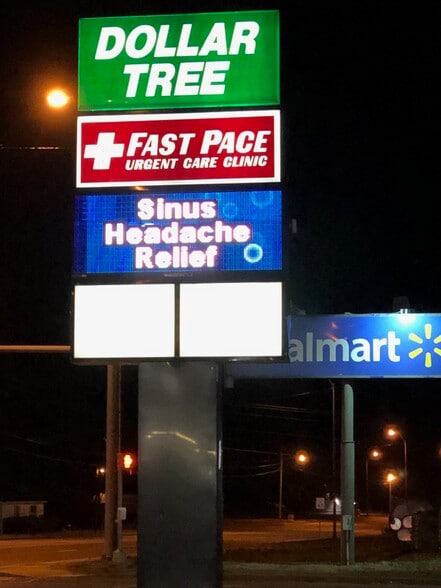 DOLLAR
TREE
FAST PACE
URGENT CARE CLINIC
Sinus
Headache
Relief
almart